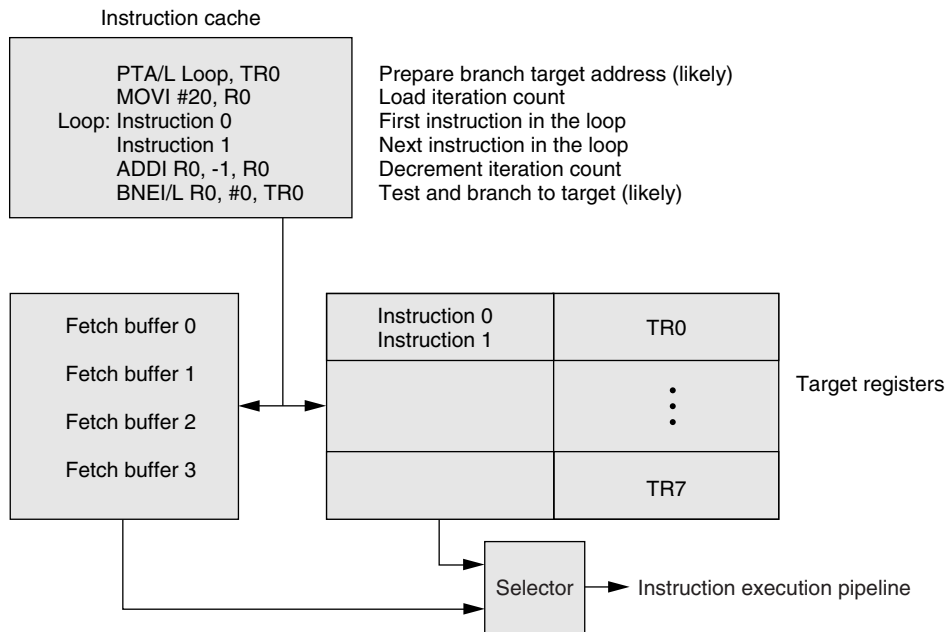 Instruction cache
PTA/L Loop, TR0 Prepare branch target address (likely)
MOVI #20, R0 Load iteration count
Loop: Instruction 0 First instruction in the loop
Instruction 1 Next instruction in the loop
ADDI R0, -1, R0 Decrement iteration count
BNEI/L R0, #0, TR0 Test and branch to target (likely)
Fetch buffer 0
Fetch buffer 1
Fetch buffer 2
Fetch buffer 3
Instruction 0
Instruction 1
TR0
TR7
Target registers
Selector
Instruction execution pipeline